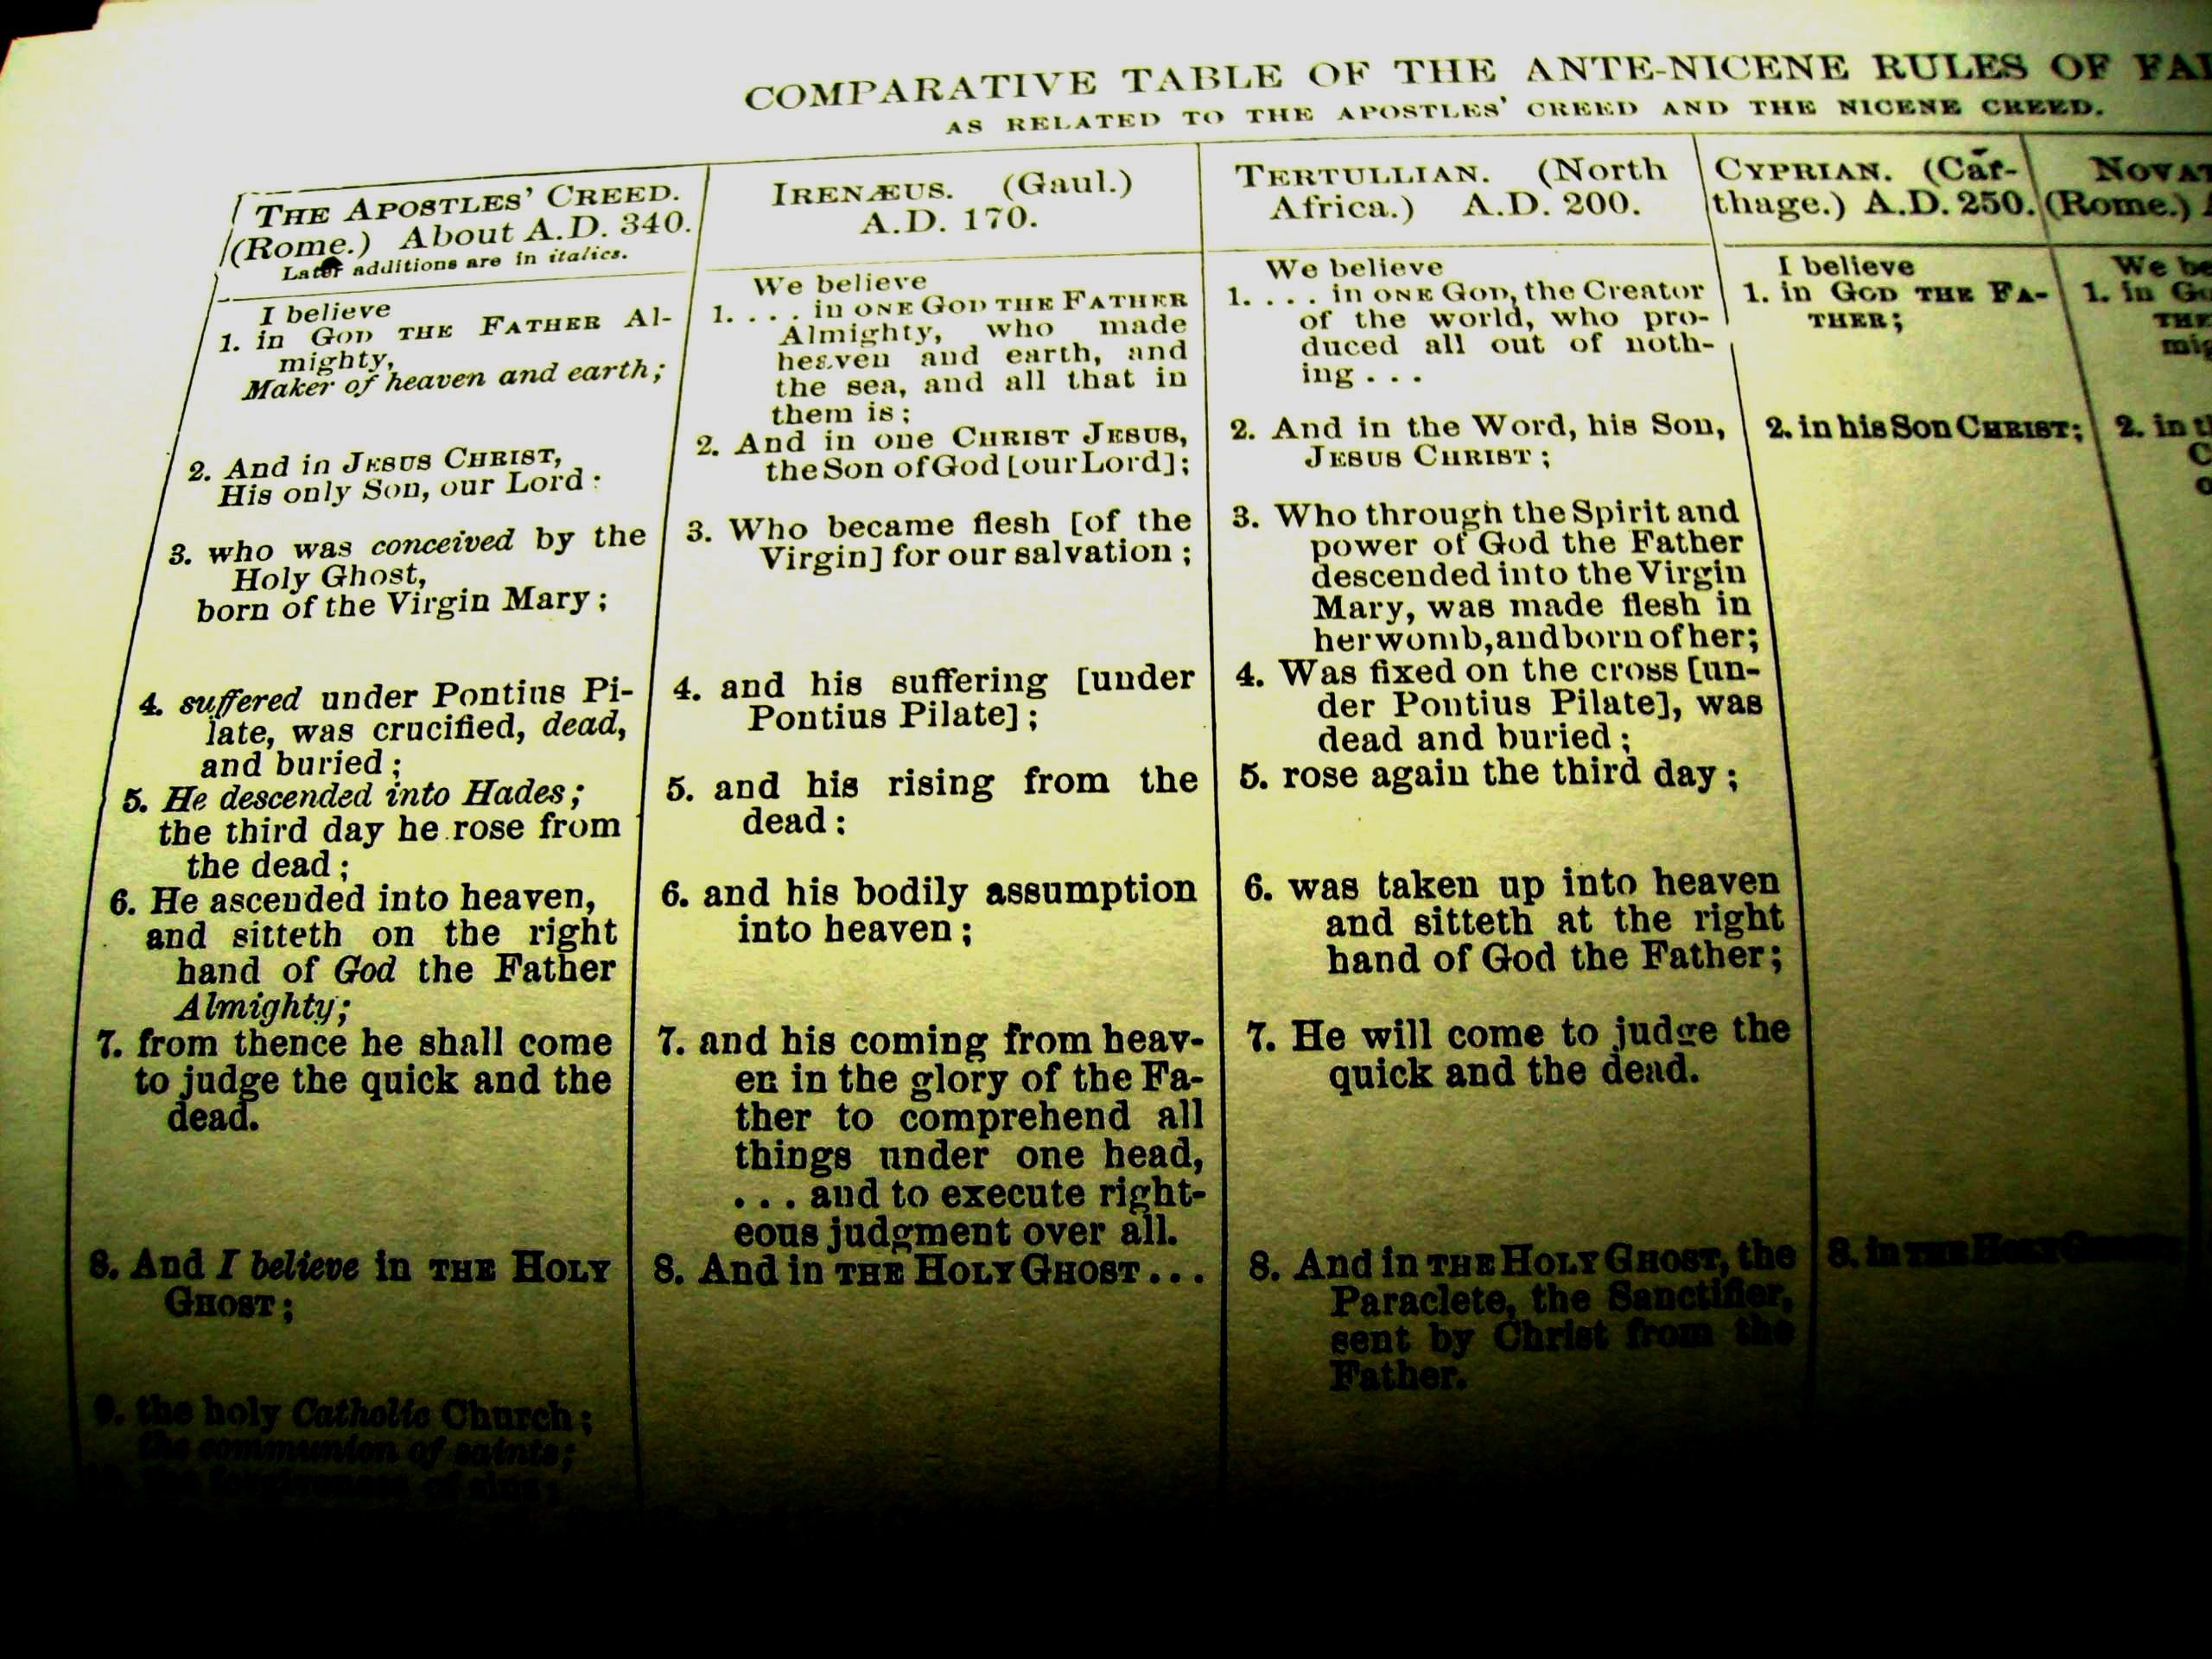 COMPARATIVE TABLE OF THE ANTE-NICENE RULES OF
AS RELATED TO THE APOSTLES' CREED AND THE NICENE CREED.
THE APOSTLES' CREED.
(Rome.) About A.D. 340.
Later additions are in italics.
I believe
1. in GOD THE FATHER Al-
mighty,
Maker of heaven and earth;
2. And in JESUS CHRIST,
His only Son, our Lord:
3. who was conceived by the
Holy Ghost,
born of the Virgin Mary;
4. suffered under Pontius Pi-
late, was crucified, dead,
and buried;
5. He descended into Hades;
the third day he rose from
the dead;
6. He ascended into heaven,
and sitteth on the right
hand of God the Father
Almighty;
7. from thence he shall come
to judge the quick and the
dead.
8. And I believe in THE HOLY
GHOST;
9. the holy Catholic Church;
the communion of saints;
the forgiveness of sins;
IRENÆUS. (Gaul.)
A.D. 170.
We believe
1. . . . in ONE GOD THE FATHER
Almighty, who made
heaven and earth, and
the sea, and all that in
them is;
2. And in one CHRIST JESUS,
the Son of God [our Lord];
3. Who became flesh [of the
Virgin] for our salvation;
4. and his suffering [under
Pontius Pilate];
5. and his rising from the
dead;
6. and his bodily assumption
into heaven;
7. and his coming from heav-
en in the glory of the Fa-
ther to comprehend all
things under one head,
. . . and to execute right-
eous judgment over all.
8. And in THE HOLY GHOST . . .
TERTULLIAN. (North
Africa.) A.D. 200.
We believe
1. . . . in ONE GOD, the Creator
of the world, who pro-
duced all out of noth-
ing . . .
2. And in the Word, his Son,
JESUS CHRIST;
3. Who through the Spirit and
power of God the Father
descended into the Virgin
Mary, was made flesh in
her womb, and born of her;
4. Was fixed on the cross [un-
der Pontius Pilate], was
dead and buried;
5. rose again the third day;
6. was taken up into heaven
and sitteth at the right
hand of God the Father;
7. He will come to judge the
quick and the dead.
8. And in THE HOLY GHOST, the
Paraclete, the Sanctifier,
sent by Christ from the
Father.
CYPRIAN. (Car-
thage.) A.D. 250.
I believe
1. in GOD THE FA-
THER;
2. in his Son CHRIST;
8. in THE HOLY GHOST
(Rome.)
We
1. in
THE
2. in